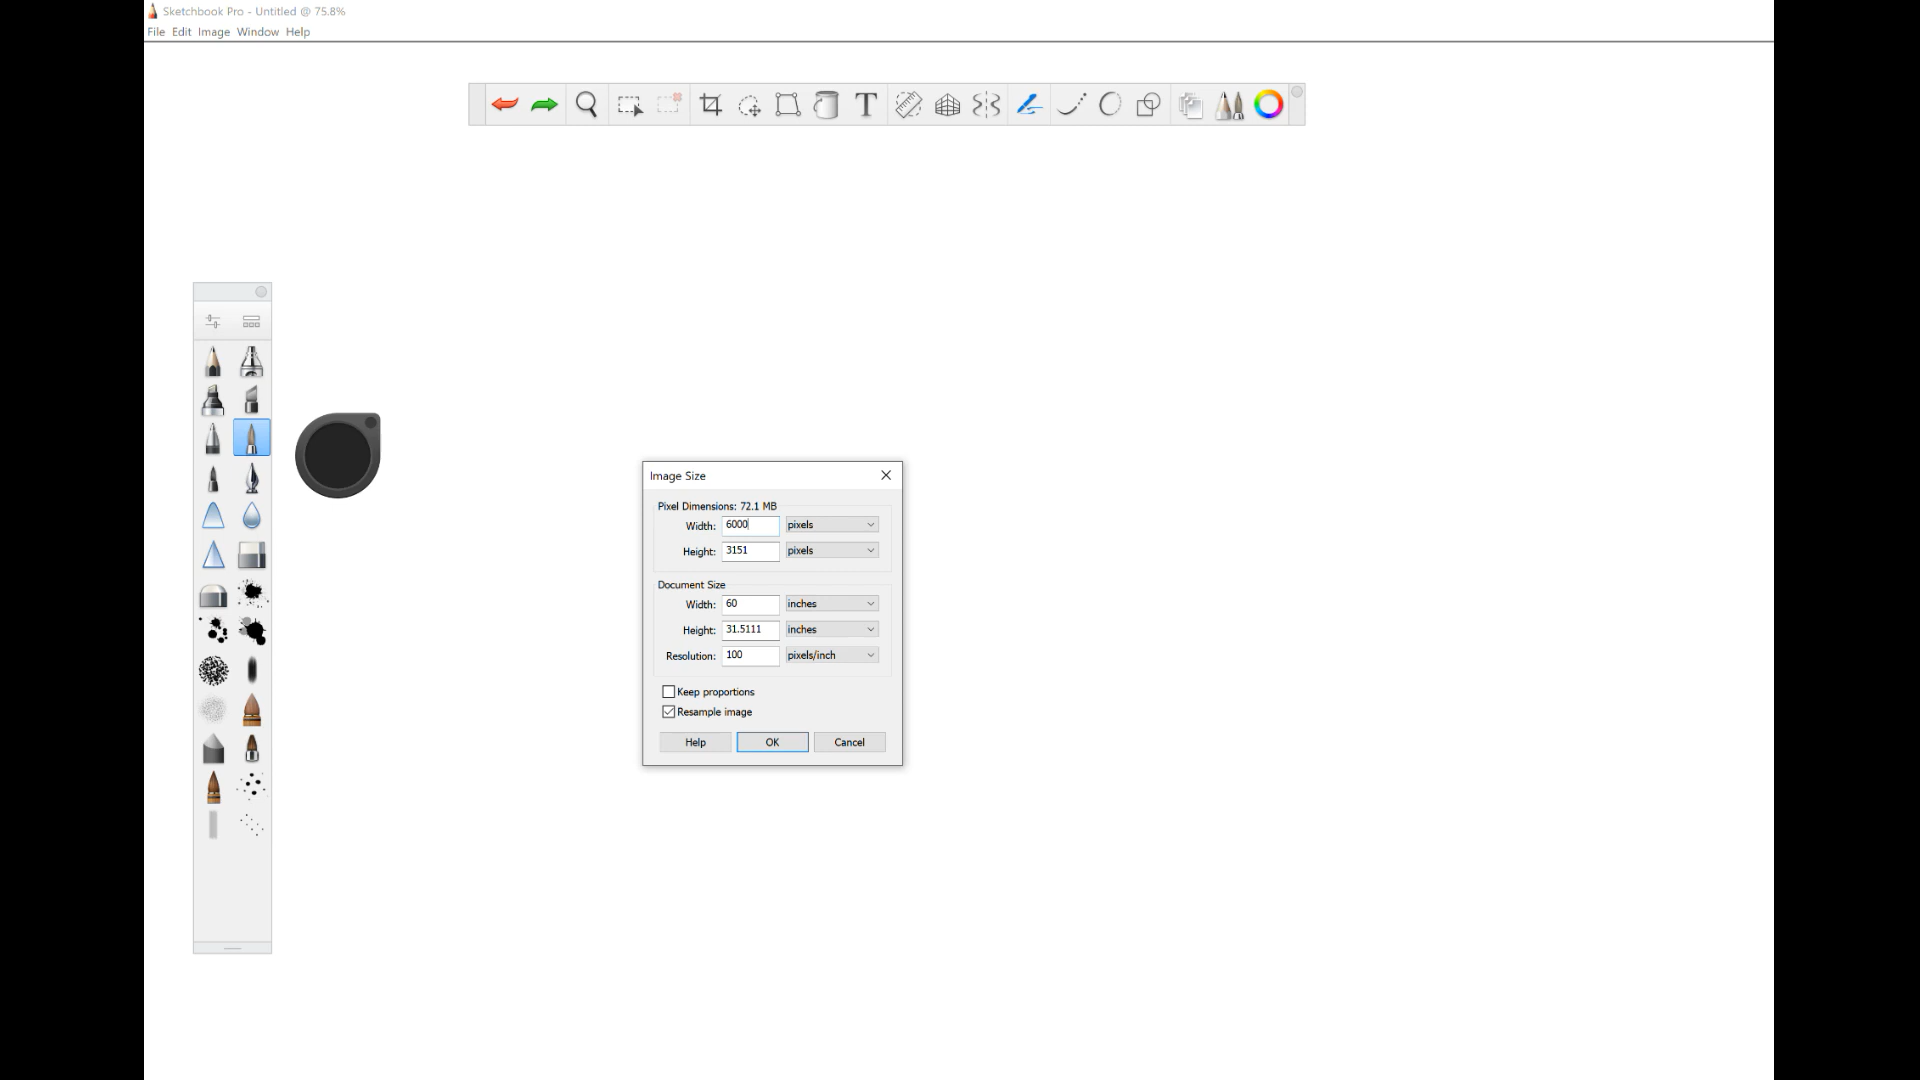 Sketchbook Pro - Untitled @ 75.8%
File Edit Image Window Help
T
Image Size
Pixel Dimensions: 72.1 MB
Width: 6000 pixels
Height: 3151 pixels
Document Size
Width: 60 inches
Height: 31.5111 inches
Resolution: 100 pixels/inch
Keep proportions
Resample image
Help OK Cancel